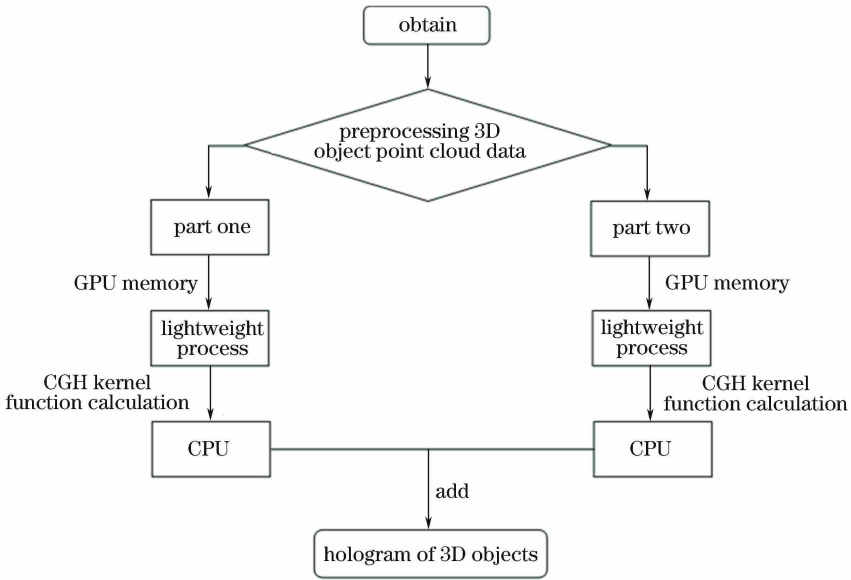 obtain
preprocessing 3D
object point cloud data
part one
part two
GPU memory
GPU memory
lightweight
process
lightweight
process
CGH kernel
function calculation
CGH kernel
function calculation
CPU
CPU
add
hologram of 3D objects